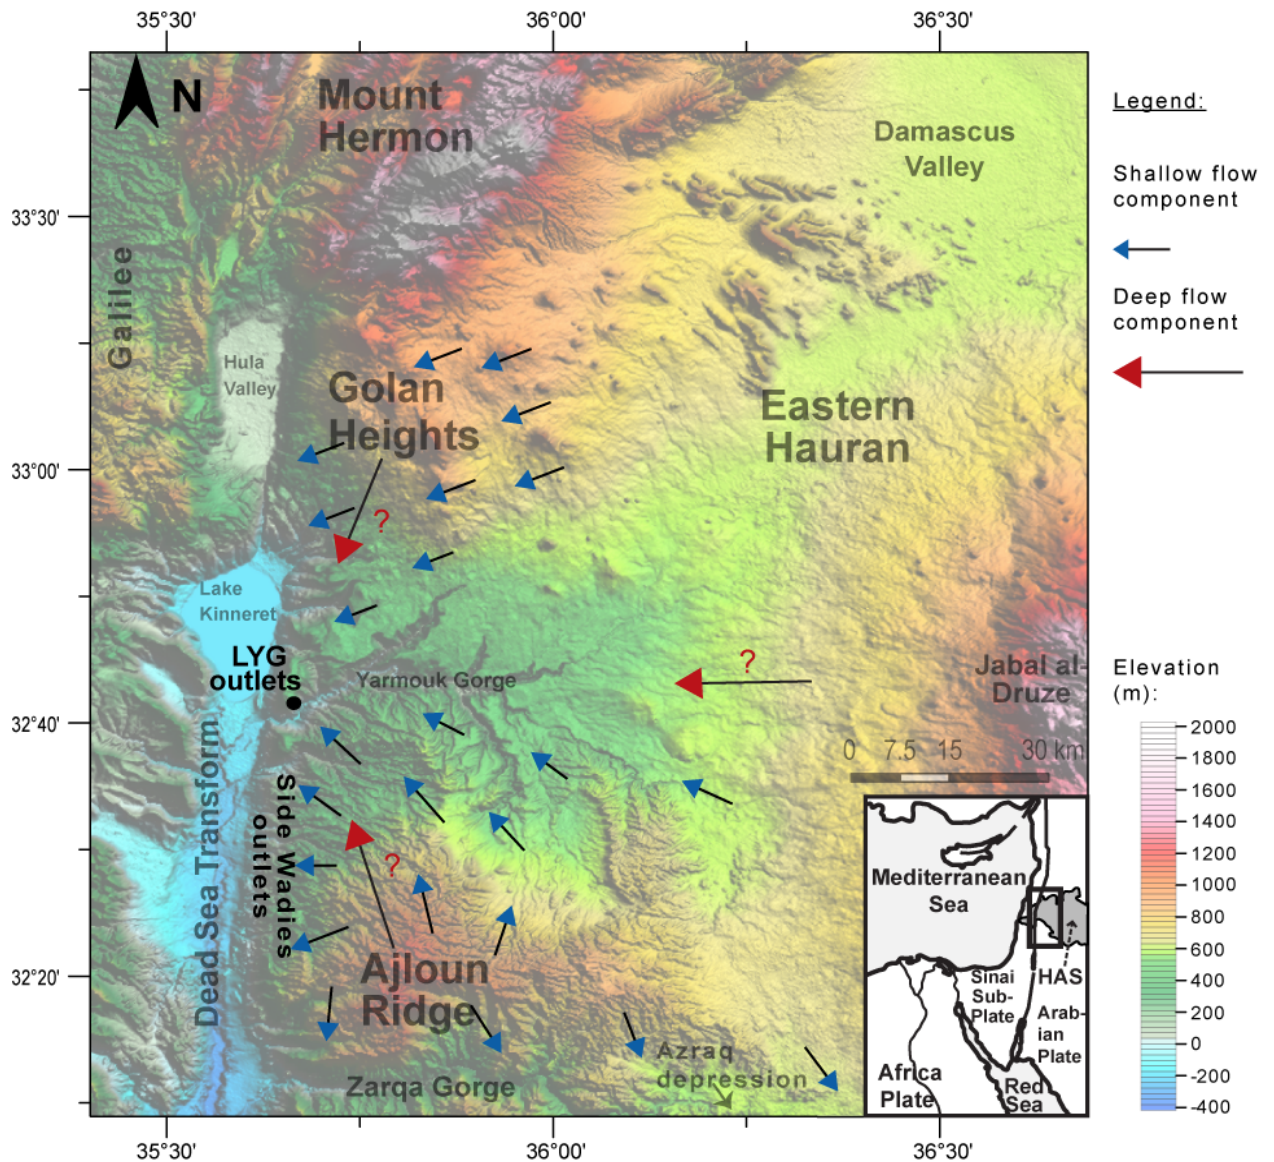 35°30'
36°00'
36°30'
N
Mount
Hermon
Damascus
Valley
Legend:
Shallow flow
component
Deep flow
component
33°30'
Galilee
Hula
Valley
Golan
Heights
Eastern
Hauran
33°00'
?
Lake
Kinneret
LYG
outlets
Yarmouk Gorge
?
Jabal al-
Druze
Elevation
(m):
32°40'
0 7.5 15 30 km
2000
1800
1600
1400
1200
1000
800
600
400
200
0
-200
-400
Dead Sea Transform
Side Wadies
outlets
?
Mediterranean
Sea
32°20'
Ajloun
Ridge
Sinai
Sub-
Plate
HAS
Arab-
ian
Plate
Azraq
depression
Zarqa Gorge
Africa
Plate
Red
Sea
35°30'
36°00'
36°30'